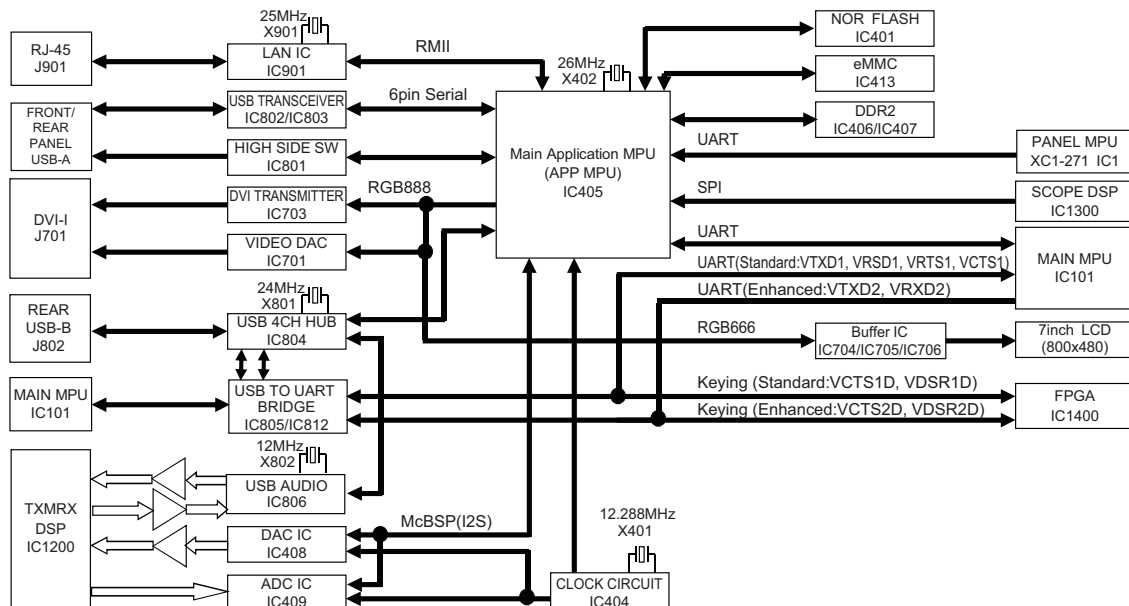 25MHz
X901
RJ-45
J901
LAN IC
IC901
RMII
26MHz
X402
NOR FLASH
IC401
eMMC
IC413
DDR2
IC406/IC407
FRONT/
REAR
PANEL
USB-A
USB TRANSCEIVER
IC802/IC803
6pin Serial
HIGH SIDE SW
IC801
Main Application MPU
(APP MPU)
IC405
UART
PANEL MPU
XC1-271 IC1
SPI
SCOPE DSP
IC1300
DVI-I
J701
DVI TRANSMITTER
IC703
RGB888
VIDEO DAC
IC701
UART
UART(Standard:VTXD1, VRSD1, VRTS1, VCTS1)
UART(Enhanced:VTXD2, VRXD2)
MAIN MPU
IC101
24MHz
X801
REAR
USB-B
J802
USB 4CH HUB
IC804
RGB666
Buffer IC
IC704/IC705/IC706
7inch LCD
(800x480)
MAIN MPU
IC101
USB TO UART
BRIDGE
IC805/IC812
Keying (Standard:VCTS1D, VDSR1D)
Keying (Enhanced:VCTS2D, VDSR2D)
FPGA
IC1400
12MHz
X802
USB AUDIO
IC806
TXMRX
DSP
IC1200
McBSP(I2S)
DAC IC
IC408
12.288MHz
X401
ADC IC
IC409
CLOCK CIRCUIT
IC404